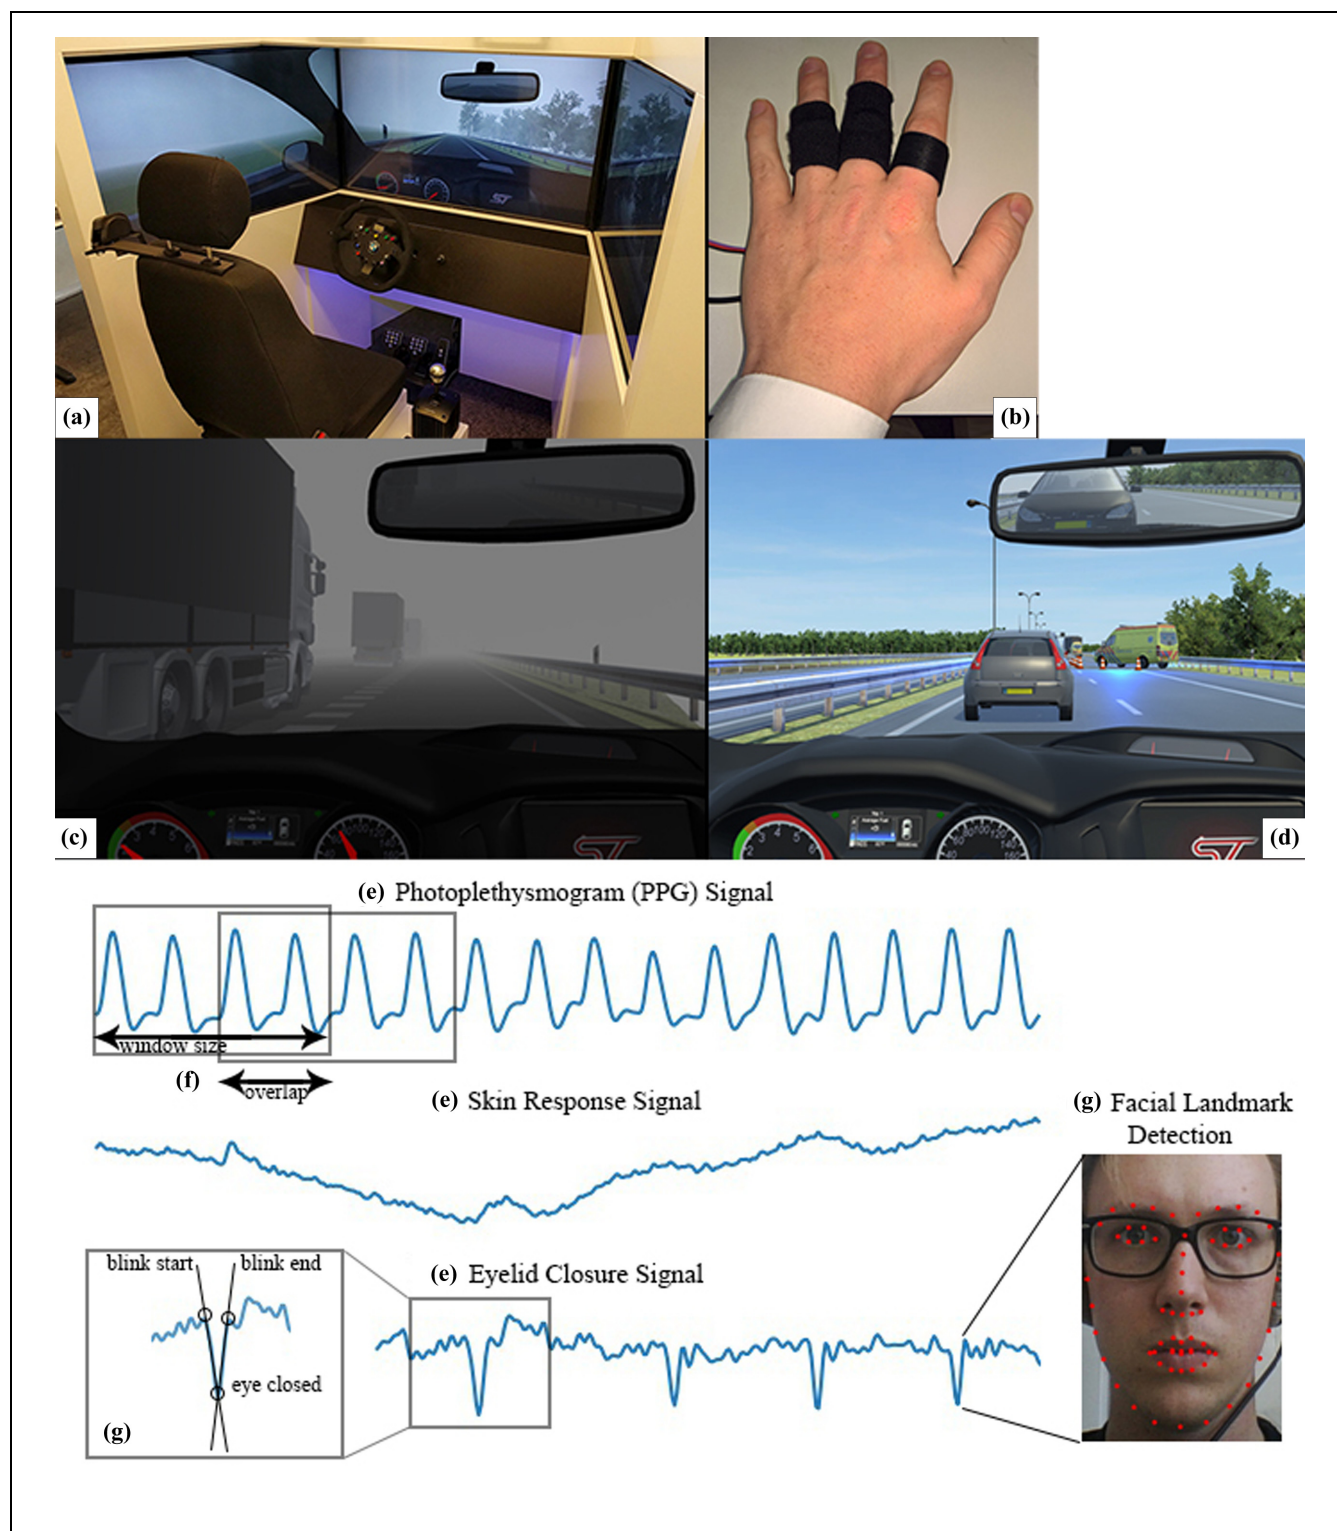 (a)
(b)
(c)
(d)
(e) Photoplethysmogram (PPG) Signal
window size
(f)
overlap
(e) Skin Response Signal
(g) Facial Landmark
Detection
blink start
blink end
(e) Eyelid Closure Signal
eye closed
(g)